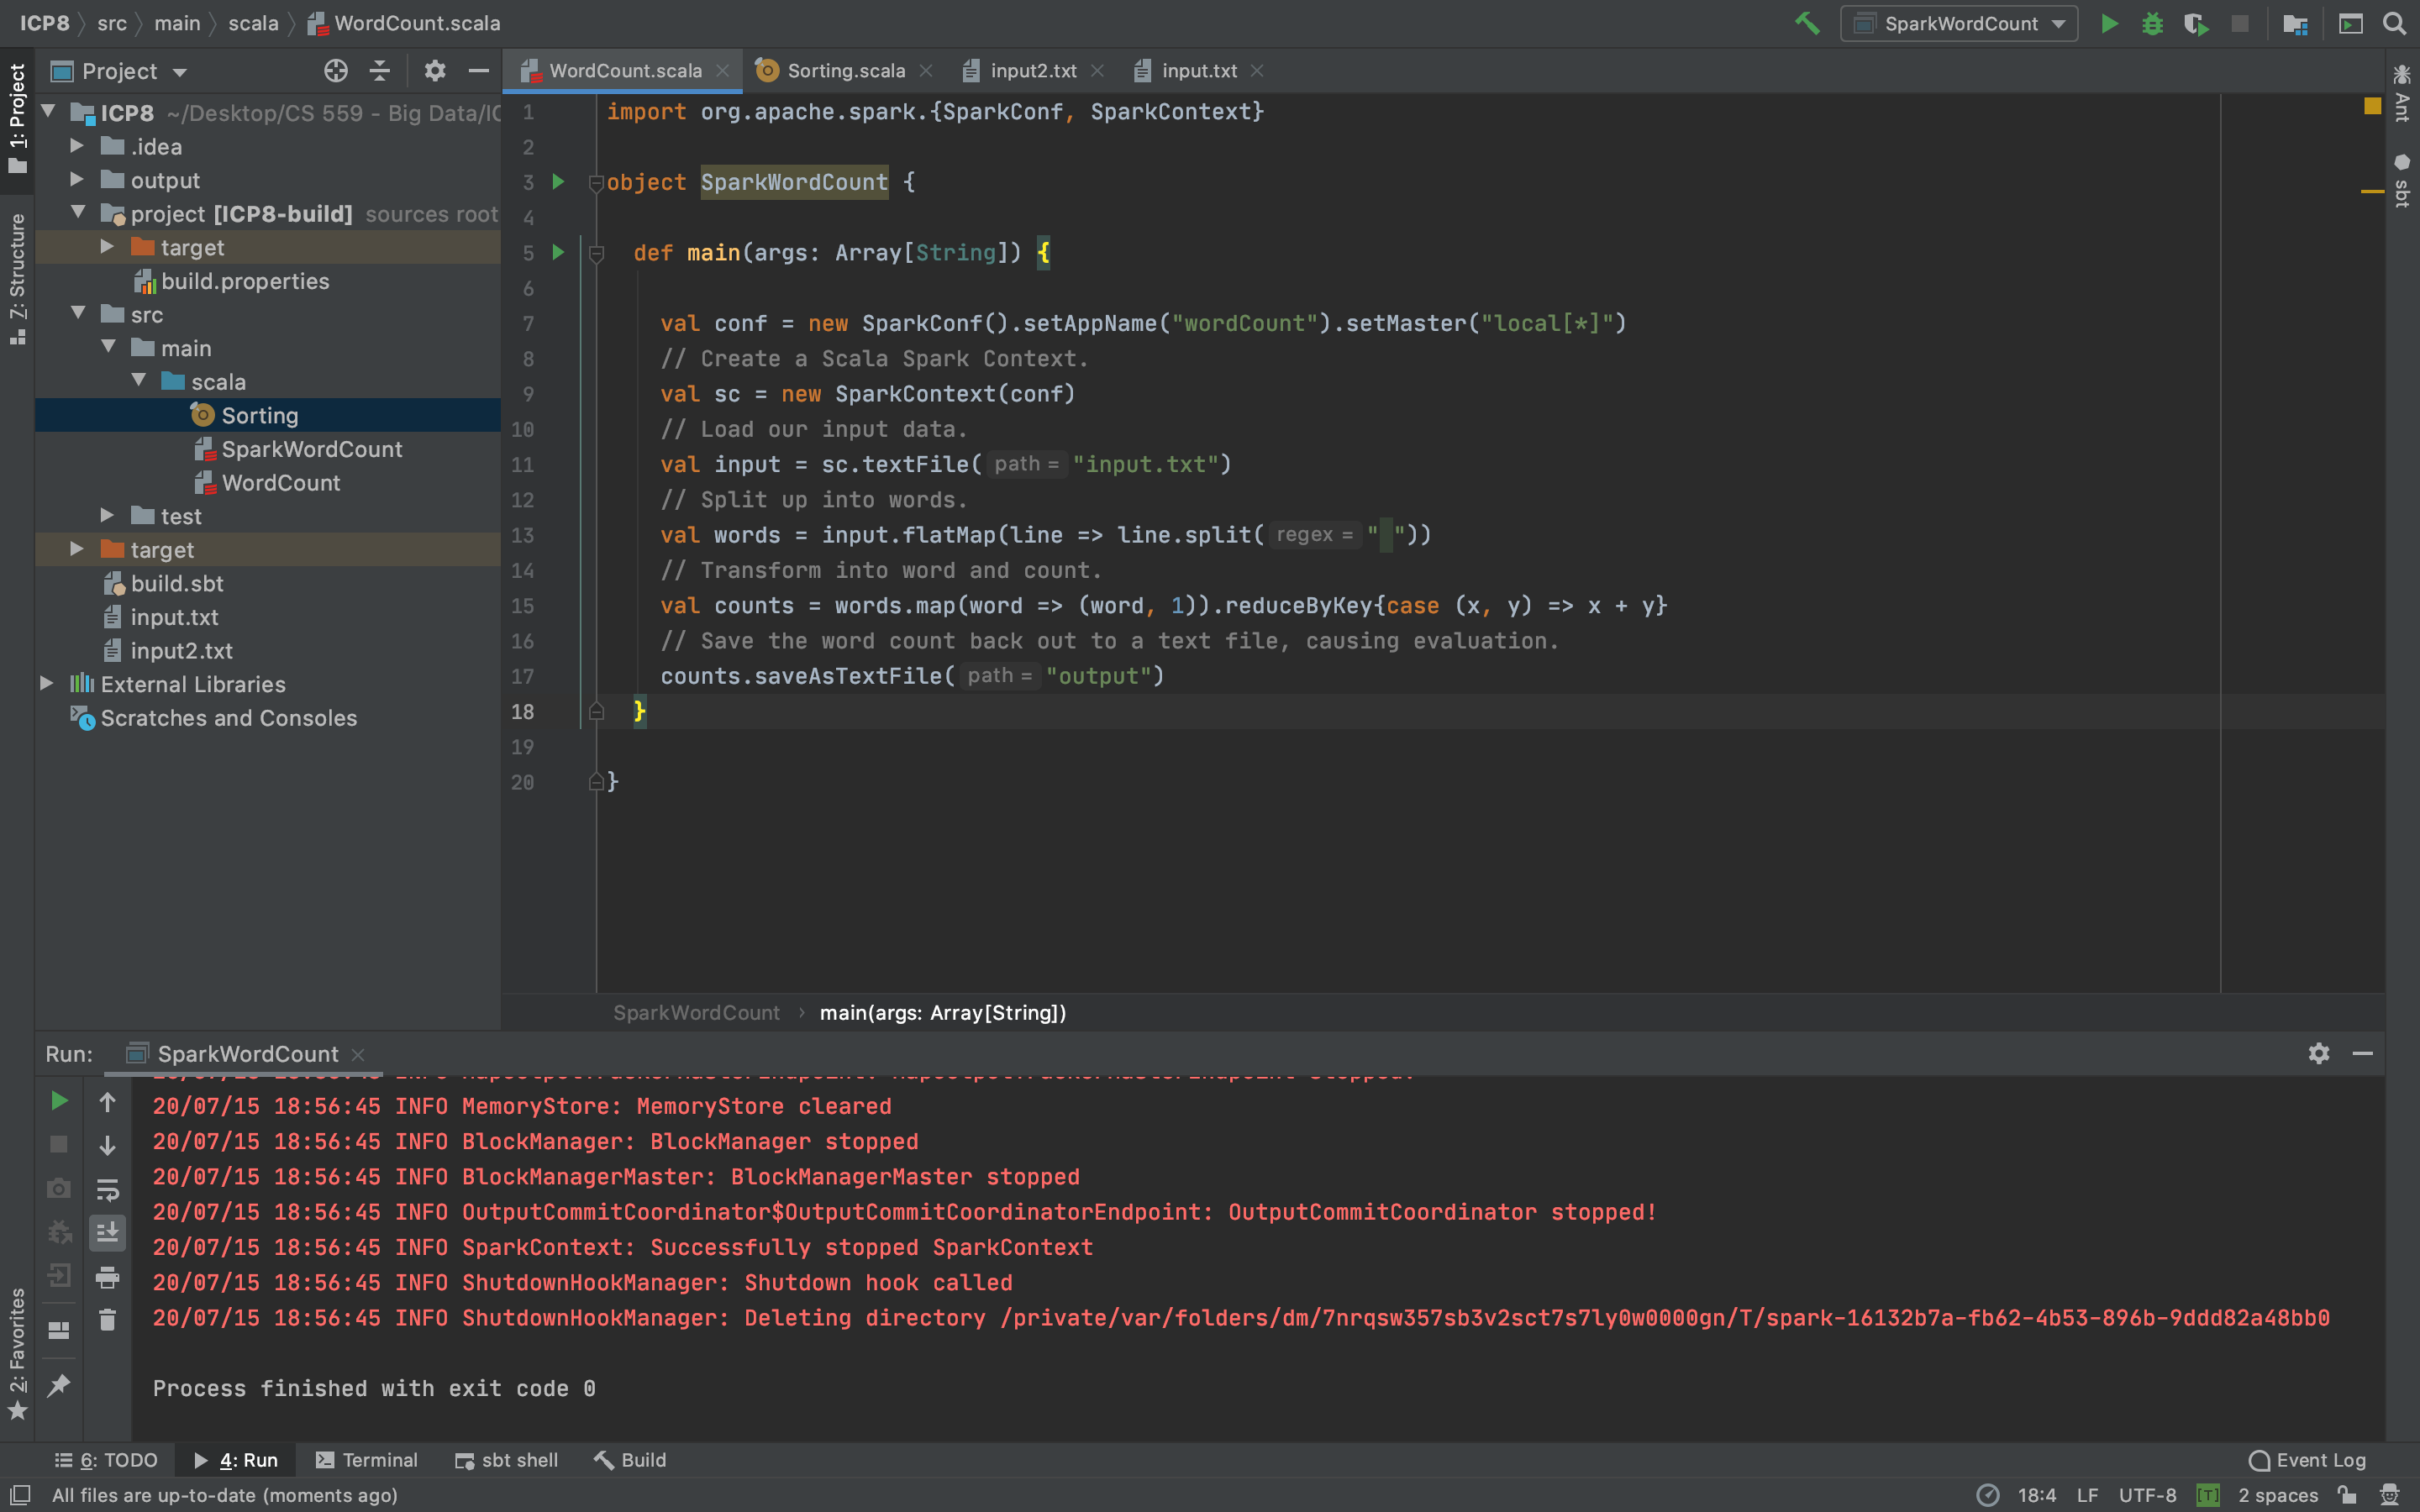 ICP8 src main scala WordCount.scala
SparkWordCount
1: Project
Z: Structure
2: Favorites
Project
ICP8 ~/Desktop/CS 559 - Big Data/IC
.idea
output
project [ICP8-build] sources root
target
build.properties
src
main
scala
Sorting
SparkWordCount
WordCount
test
target
build.sbt
input.txt
input2.txt
External Libraries
Scratches and Consoles
WordCount.scala Sorting.scala input2.txt input.txt
1 import org.apache.spark.{SparkConf, SparkContext}
2
3 object SparkWordCount {
4
5 def main(args: Array[String]) {
6
7 val conf = new SparkConf().setAppName("wordCount").setMaster("local[*]")
8 // Create a Scala Spark Context.
9 val sc = new SparkContext(conf)
10 // Load our input data.
11 val input = sc.textFile( path = "input.txt")
12 // Split up into words.
13 val words = input.flatMap(line => line.split( regex = " "))
14 // Transform into word and count.
15 val counts = words.map(word => (word, 1)).reduceByKey{case (x, y) => x + y}
16 // Save the word count back out to a text file, causing evaluation.
17 counts.saveAsTextFile( path = "output")
18 }
19
20 }
SparkWordCount › main(args: Array[String])
Ant
sbt
Run: SparkWordCount
20/07/15 18:56:45 INFO MemoryStore: MemoryStore cleared
20/07/15 18:56:45 INFO BlockManager: BlockManager stopped
20/07/15 18:56:45 INFO BlockManagerMaster: BlockManagerMaster stopped
20/07/15 18:56:45 INFO OutputCommitCoordinator$OutputCommitCoordinatorEndpoint: OutputCommitCoordinator stopped!
20/07/15 18:56:45 INFO SparkContext: Successfully stopped SparkContext
20/07/15 18:56:45 INFO ShutdownHookManager: Shutdown hook called
20/07/15 18:56:45 INFO ShutdownHookManager: Deleting directory /private/var/folders/dm/7nrqsw357sb3v2sct7s7ly0w0000gn/T/spark-16132b7a-fb62-4b53-896b-9ddd82a48bb0
Process finished with exit code 0
6: TODO 4: Run Terminal sbt shell Build Event Log
All files are up-to-date (moments ago) 18:4 LF UTF-8 [T] 2 spaces